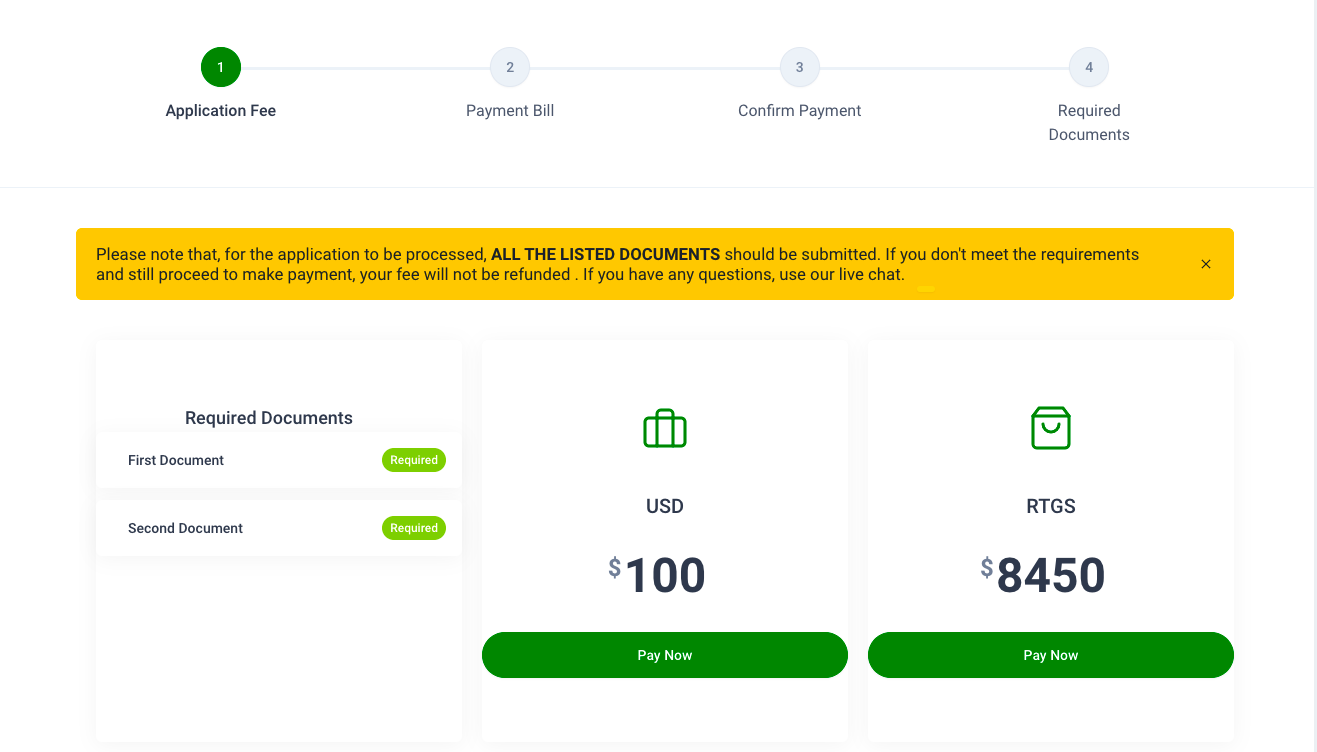 1
2
3
4
Application Fee
Payment Bill
Confirm Payment
Required
Documents
Please note that, for the application to be processed, ALL THE LISTED DOCUMENTS should be submitted. If you don't meet the requirements
and still proceed to make payment, your fee will not be refunded . If you have any questions, use our live chat.
×
Required Documents
First Document Required
Second Document Required
USD
$100
Pay Now
RTGS
$8450
Pay Now